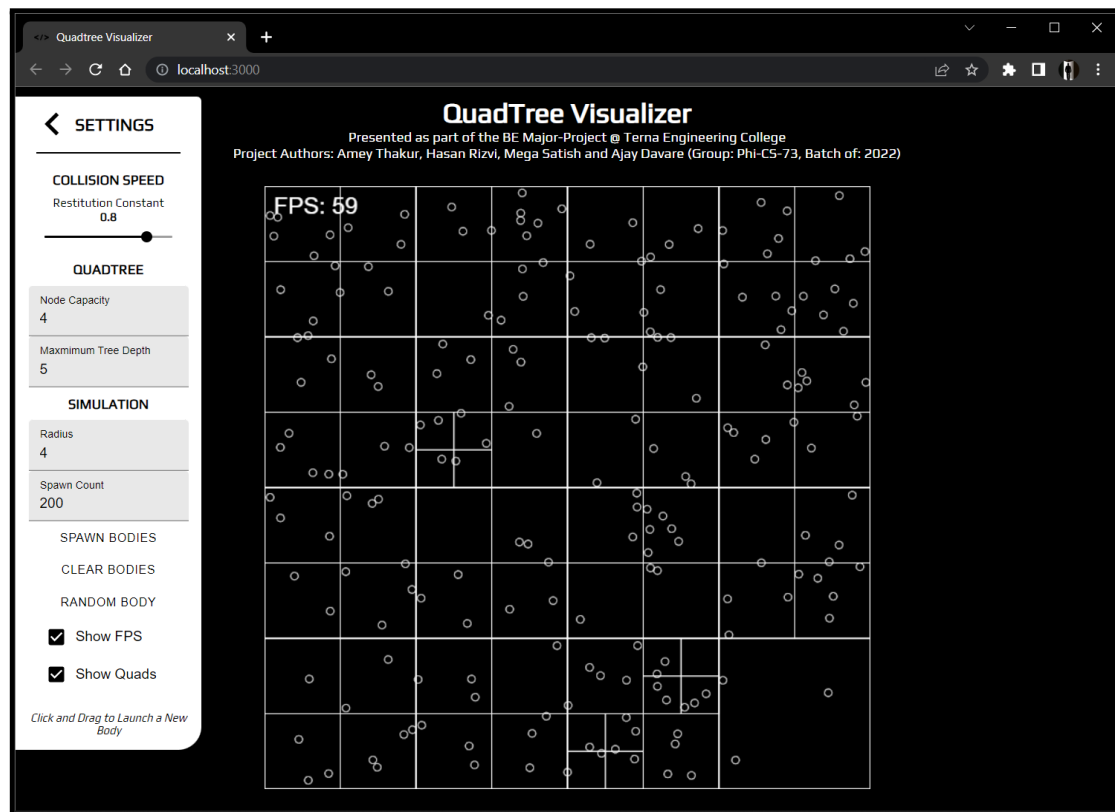 </> Quadtree Visualizer
localhost:3000
SETTINGS
COLLISION SPEED
Restitution Constant
0.8
QUADTREE
Node Capacity
4
Maxmimum Tree Depth
5
SIMULATION
Radius
4
Spawn Count
200
SPAWN BODIES
CLEAR BODIES
RANDOM BODY
Show FPS
Show Quads
Click and Drag to Launch a New
Body
QuadTree Visualizer
Presented as part of the BE Major-Project @ Terna Engineering College
Project Authors: Amey Thakur, Hasan Rizvi, Mega Satish and Ajay Davare (Group: Phi-CS-73, Batch of: 2022)
FPS: 59